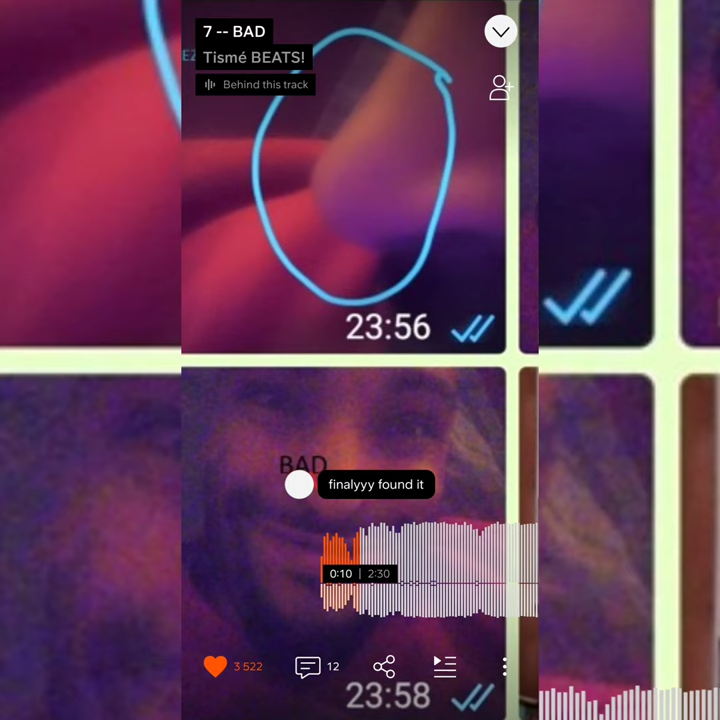 7 -- BAD
EZ
Tismé BEATS!
Behind this track
23:56
BAD
finalyyy found it
0:10 | 2:30
3 522
12
23:58